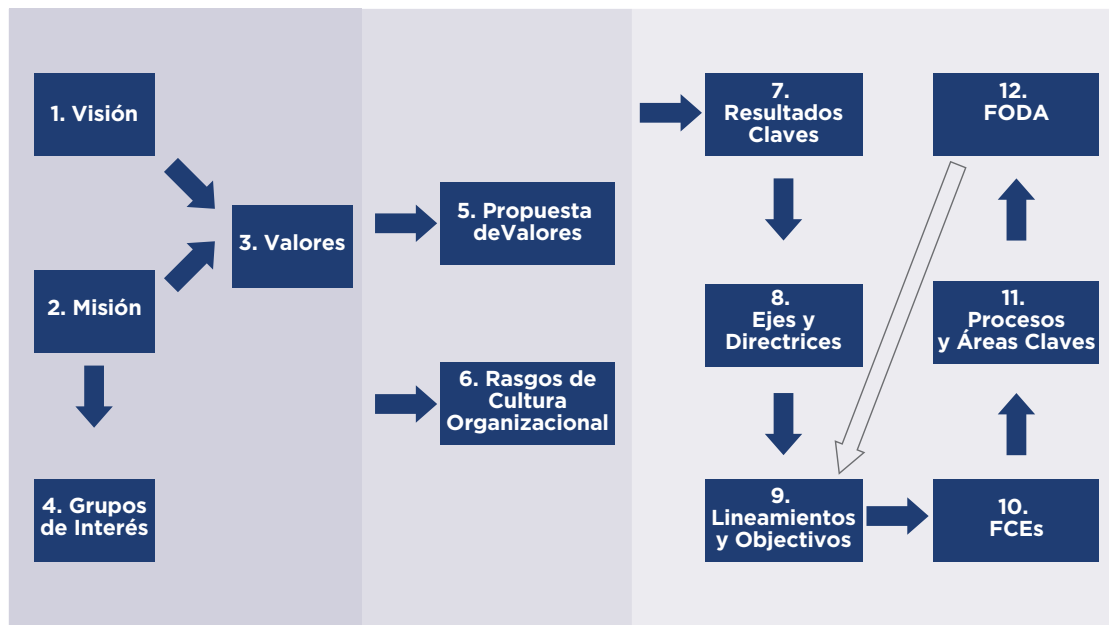 1. Visión
2. Misión
4. Grupos
de Interés
3. Valores
5. Propuesta
deValores
6. Rasgos de
Cultura
Organizacional
7.
Resultados
Claves
8.
Ejes y
Directrices
9.
Lineamientos
y Objectivos
10.
FCEs
11.
Procesos
y Áreas Claves
12.
FODA